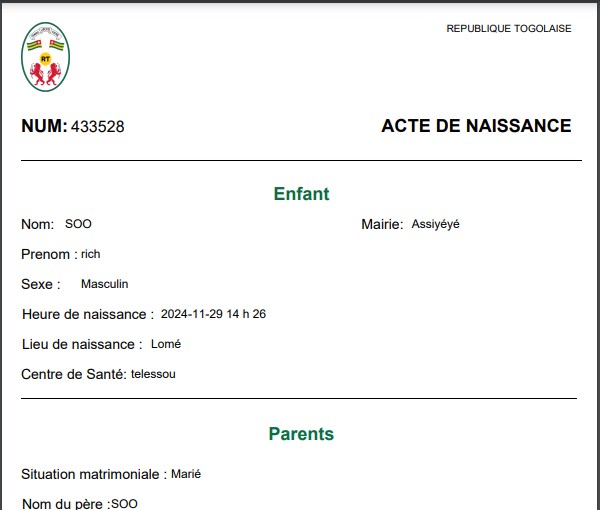 REPUBLIQUE TOGOLAISE
RT
NUM: 433528 ACTE DE NAISSANCE
Enfant
Nom: SOO Mairie: Assiyéyé
Prenom : rich
Sexe : Masculin
Heure de naissance : 2024-11-29 14 h 26
Lieu de naissance : Lomé
Centre de Santé: telessou
Parents
Situation matrimoniale : Marié
Nom du père :SOO